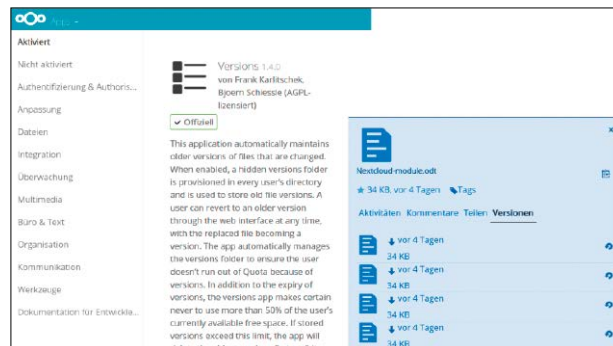 Apps
Aktiviert
Nicht aktiviert
Authentifizierung & Authoris...
Anpassung
Dateien
Integration
Überwachung
Multimedia
Büro & Text
Organisation
Kommunikation
Werkzeuge
Dokumentation für Entwickle...
Versions 1.4.0
von Frank Karlitschek,
Bjoern Schiessle (AGPL-
lizensiert)
Offiziell
This application automatically maintains
older versions of files that are changed.
When enabled, a hidden versions folder
is provisioned in every user's directory
and is used to store old file versions. A
user can revert to an older version
through the web interface at any time,
with the replaced file becoming a
version. The app automatically manages
the versions folder to ensure the user
doesn't run out of Quota because of
versions. In addition to the expiry of
versions, the versions app makes certain
never to use more than 50% of the user's
currently available free space. If stored
versions exceed this limit, the app will
Nextcloud-module.odt
34 KB, vor 4 Tagen Tags
Aktivitäten Kommentare Teilen Versionen
vor 4 Tagen
34 KB
vor 4 Tagen
34 KB
vor 4 Tagen
34 KB
vor 4 Tagen
34 KB